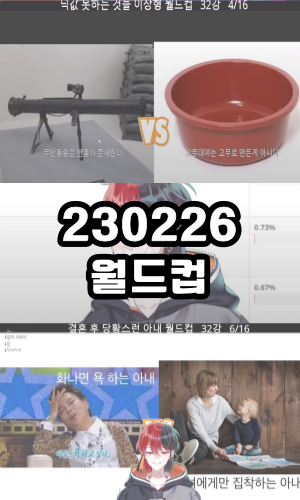 닉값 못하는 것들 이상형 월드컵 32강 4/16
무반동총은 반동이 존재한다
VS
고무대야는 고무로 만든게 아니다
0.73%
230226
월드컵
0.67%
결혼 후 당황스런 아내 월드컵 32강 6/16
화나면 욕 하는 아내
에게만 집착하는 아내